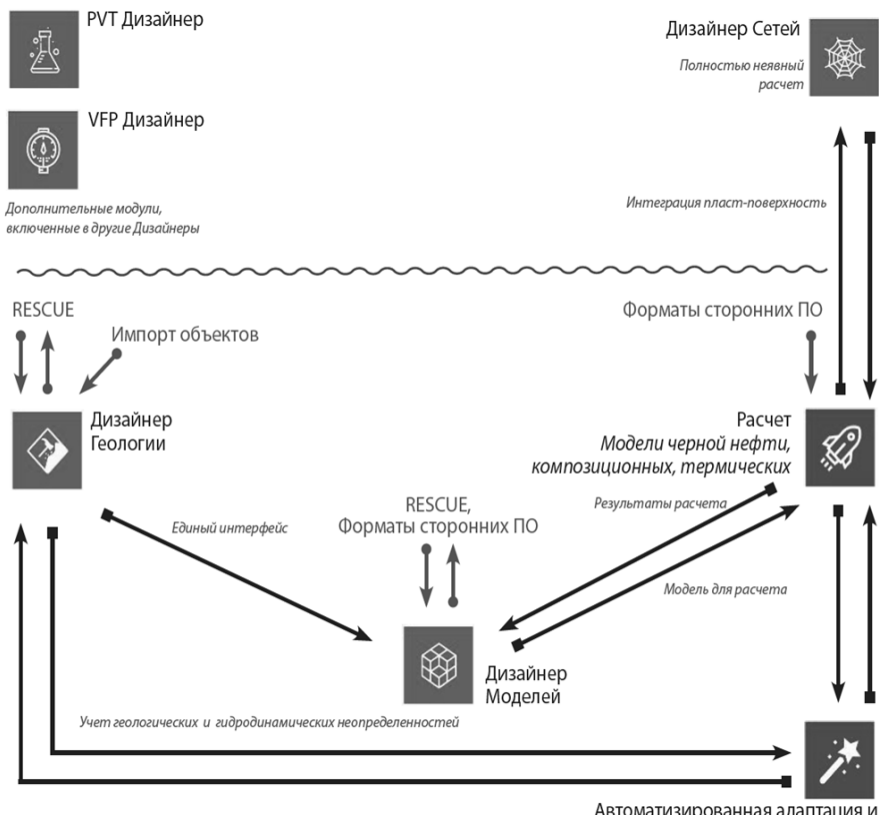 PVT Дизайнер
Дизайнер Сетей
Полностью неявный
расчет
VFP Дизайнер
Дополнительные модули,
включенные в другие Дизайнеры
Интеграция пласт-поверхность
RESCUE
Импорт объектов
Форматы сторонних ПО
Дизайнер
Геологии
Расчет
Модели черной нефти,
композиционных, термических
Единый интерфейс
RESCUE,
Форматы сторонних ПО
Результаты расчета
Модель для расчета
Дизайнер
Моделей
Учет геологических и гидродинамических неопределенностей
Автоматизированная адаптация и